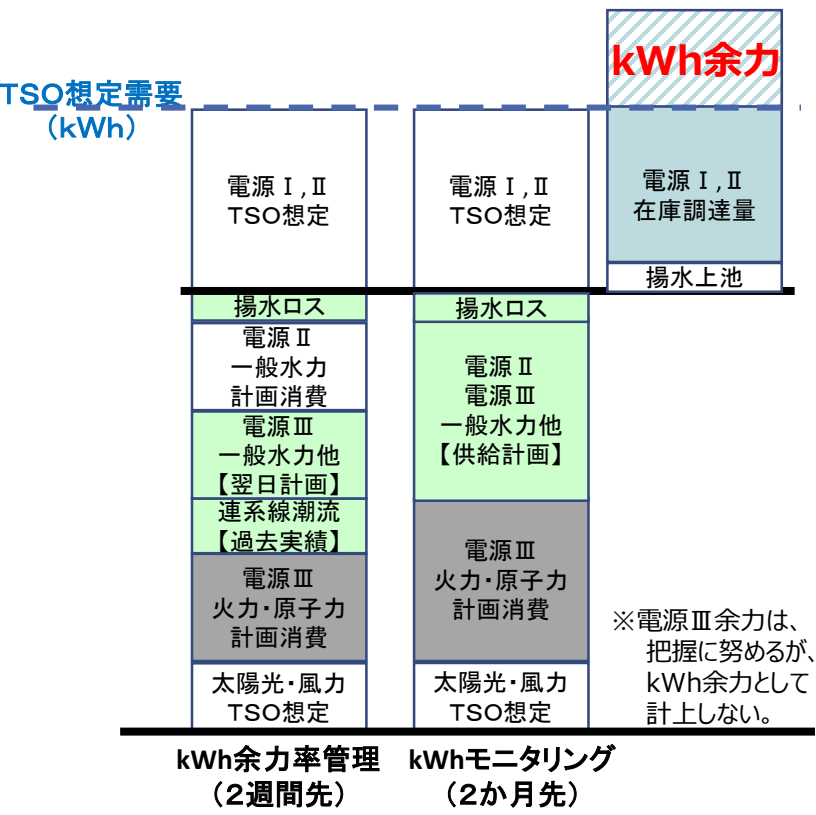 TSO想定需要
（kWh）
電源Ⅰ,Ⅱ
TSO想定
揚水ロス
電源Ⅱ
一般水力
計画消費
電源Ⅲ
一般水力他
【翌日計画】
連系線潮流
【過去実績】
電源Ⅲ
火力・原子力
計画消費
太陽光・風力
TSO想定
kWh余力率管理
（2週間先）
電源Ⅰ,Ⅱ
TSO想定
揚水ロス
電源Ⅱ
電源Ⅲ
一般水力他
【供給計画】
電源Ⅲ
火力・原子力
計画消費
太陽光・風力
TSO想定
kWhモニタリング
（2か月先）
kWh余力
電源Ⅰ,Ⅱ
在庫調達量
揚水上池
※電源Ⅲ余力は、
把握に努めるが、
kWh余力として
計上しない。